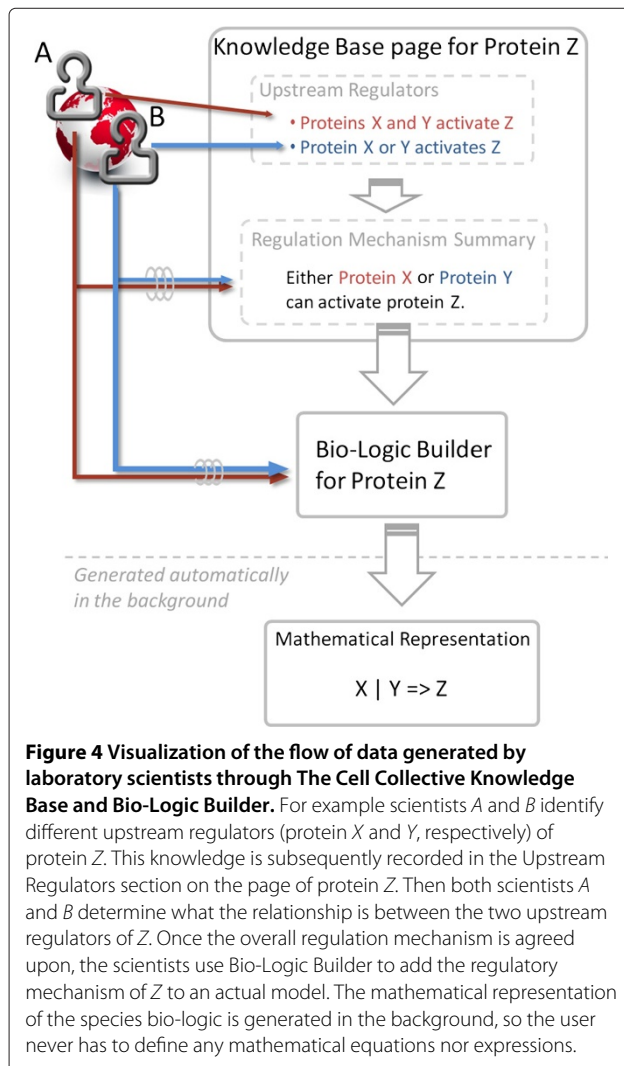 A
B
Knowledge Base page for Protein Z
Upstream Regulators
• Proteins X and Y activate Z
• Protein X or Y activates Z
Regulation Mechanism Summary
Either Protein X or Protein Y
can activate protein Z.
Bio-Logic Builder
for Protein Z
Generated automatically
in the background
Mathematical Representation
X | Y => Z
Figure 4 Visualization of the flow of data generated by
laboratory scientists through The Cell Collective Knowledge
Base and Bio-Logic Builder. For example scientists A and B identify
different upstream regulators (protein X and Y, respectively) of
protein Z. This knowledge is subsequently recorded in the Upstream
Regulators section on the page of protein Z. Then both scientists A
and B determine what the relationship is between the two upstream
regulators of Z. Once the overall regulation mechanism is agreed
upon, the scientists use Bio-Logic Builder to add the regulatory
mechanism of Z to an actual model. The mathematical representation
of the species bio-logic is generated in the background, so the user
never has to define any mathematical equations nor expressions.